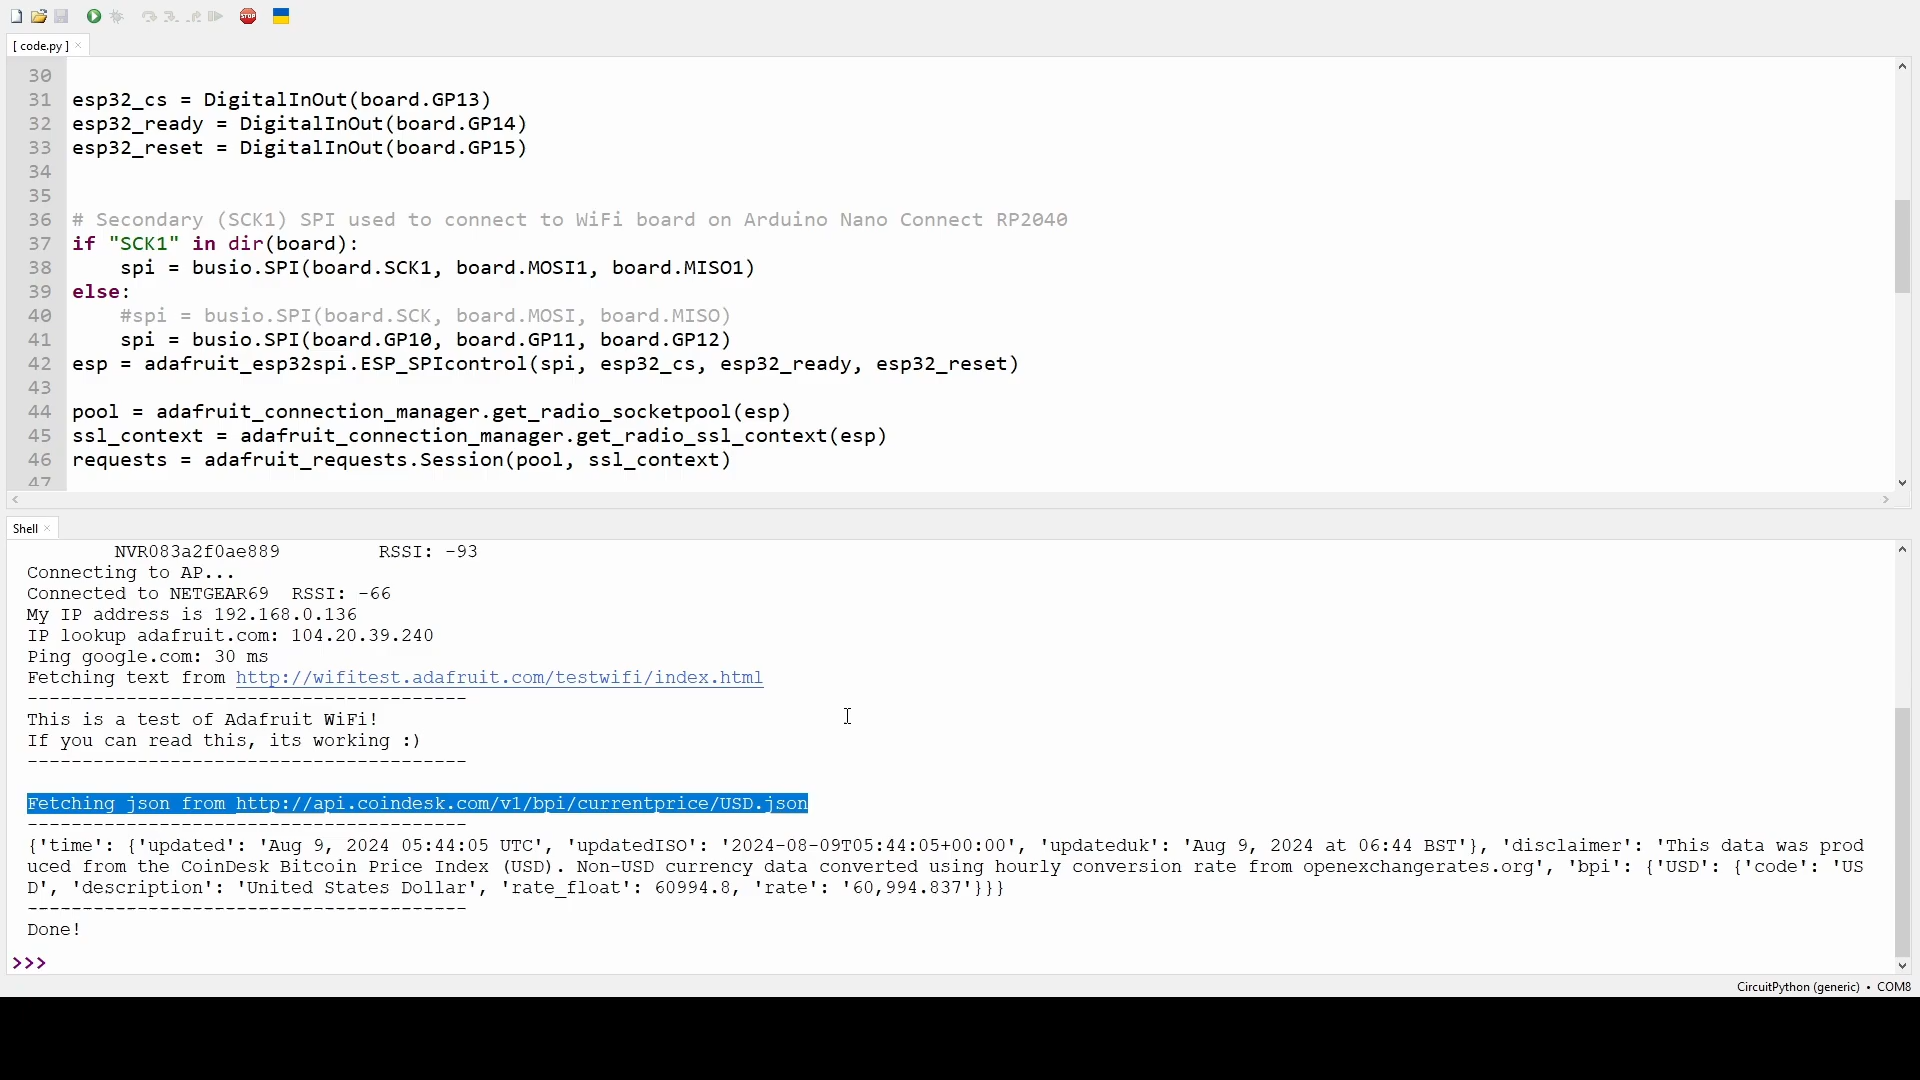 STOP
[ code.py ] ×
30
31 esp32_cs = DigitalInOut(board.GP13)
32 esp32_ready = DigitalInOut(board.GP14)
33 esp32_reset = DigitalInOut(board.GP15)
34
35
36 # Secondary (SCK1) SPI used to connect to WiFi board on Arduino Nano Connect RP2040
37 if "SCK1" in dir(board):
38     spi = busio.SPI(board.SCK1, board.MOSI1, board.MISO1)
39 else:
40     #spi = busio.SPI(board.SCK, board.MOSI, board.MISO)
41     spi = busio.SPI(board.GP10, board.GP11, board.GP12)
42 esp = adafruit_esp32spi.ESP_SPIcontrol(spi, esp32_cs, esp32_ready, esp32_reset)
43
44 pool = adafruit_connection_manager.get_radio_socketpool(esp)
45 ssl_context = adafruit_connection_manager.get_radio_ssl_context(esp)
46 requests = adafruit_requests.Session(pool, ssl_context)
47
Shell ×
NVR083a2f0ae889 RSSI: -93
Connecting to AP...
Connected to NETGEAR69 RSSI: -66
My IP address is 192.168.0.136
IP lookup adafruit.com: 104.20.39.240
Ping google.com: 30 ms
Fetching text from http://wifitest.adafruit.com/testwifi/index.html
----------------------------------------
This is a test of Adafruit WiFi!
If you can read this, its working :)
----------------------------------------
Fetching json from http://api.coindesk.com/v1/bpi/currentprice/USD.json
----------------------------------------
{'time': {'updated': 'Aug 9, 2024 05:44:05 UTC', 'updatedISO': '2024-08-09T05:44:05+00:00', 'updateduk': 'Aug 9, 2024 at 06:44 BST'}, 'disclaimer': 'This data was prod
uced from the CoinDesk Bitcoin Price Index (USD). Non-USD currency data converted using hourly conversion rate from openexchangerates.org', 'bpi': {'USD': {'code': 'US
D', 'description': 'United States Dollar', 'rate_float': 60994.8, 'rate': '60,994.837'}}}
----------------------------------------
Done!
>>>
CircuitPython (generic) • COM8